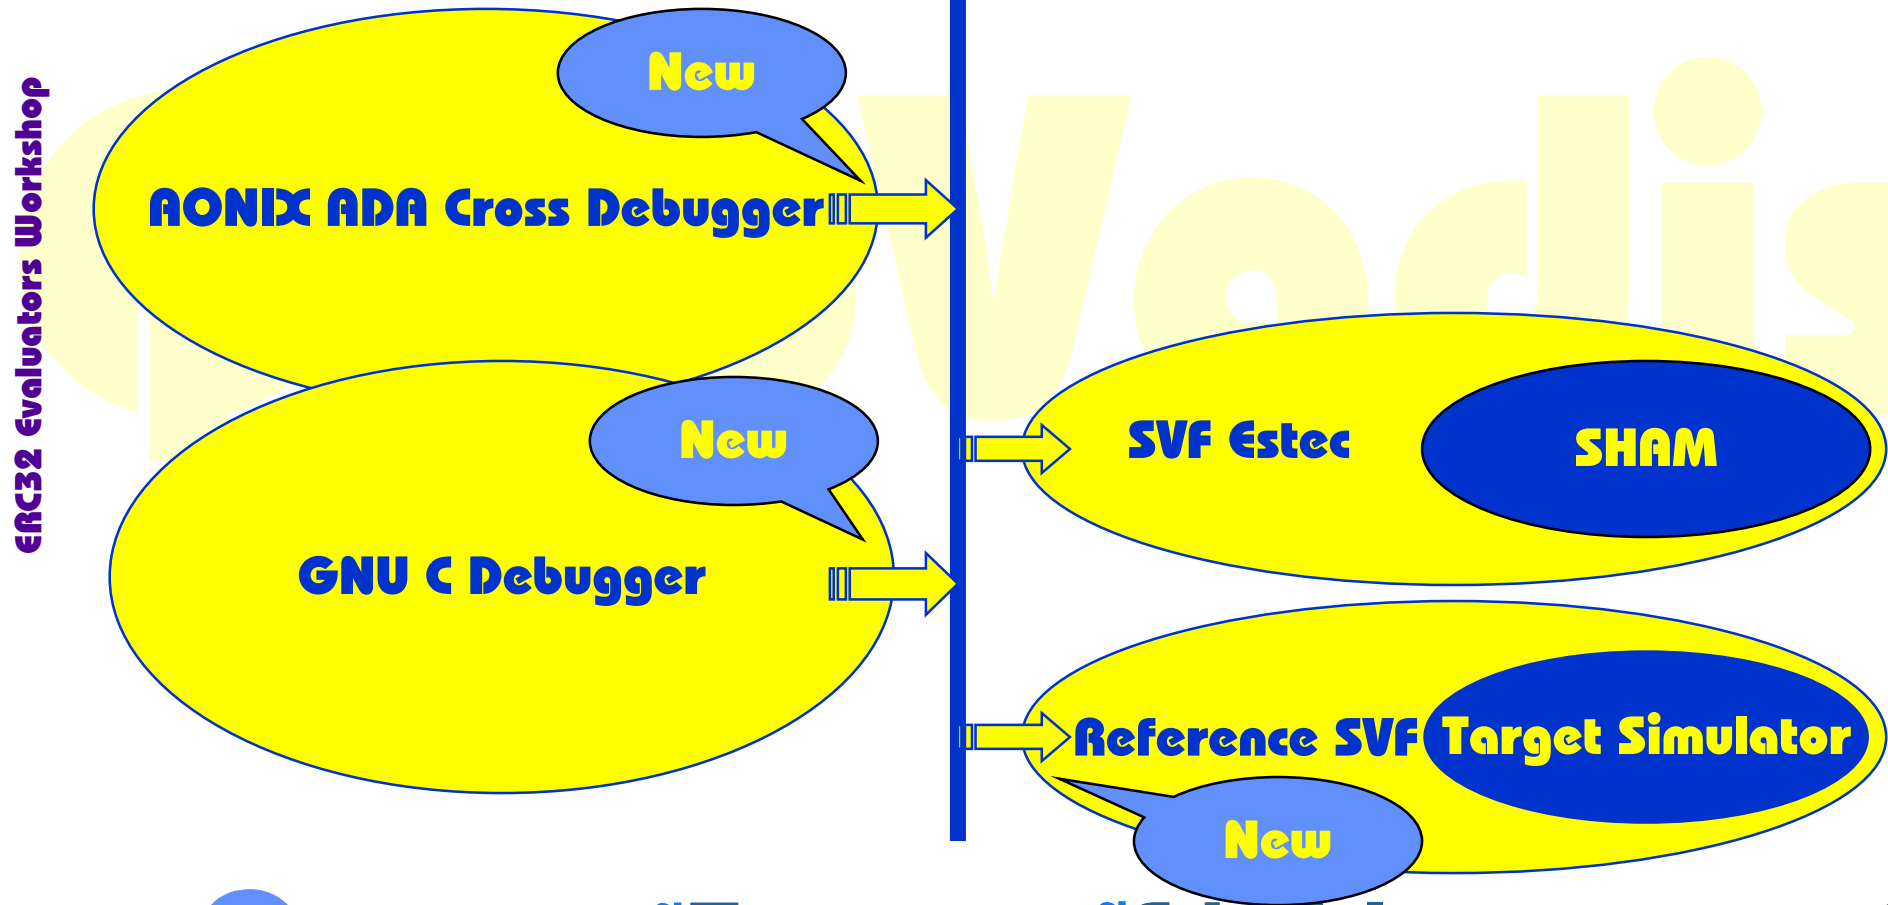 ERC32 Evaluators Workshop
New
AONIX ADA Cross Debugger
New
GNU C Debugger
SVF Estec
SHAM
Reference SVF
Target Simulator
New